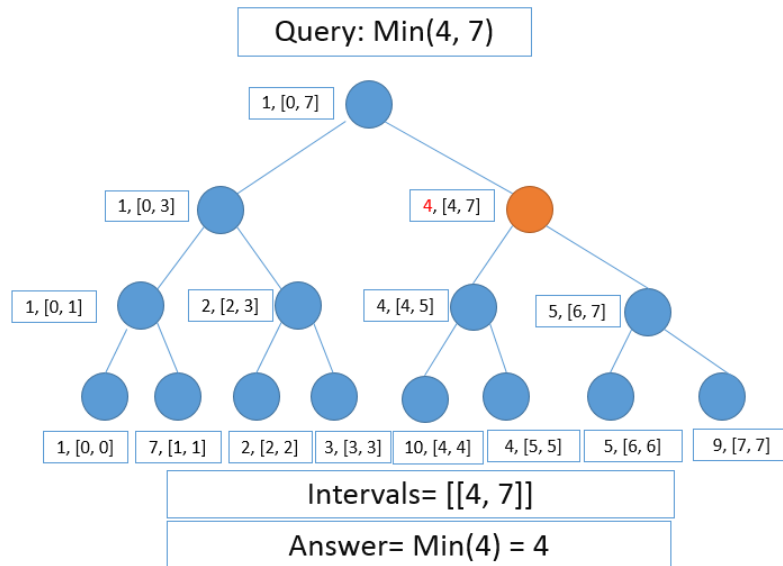 Query: Min(4, 7)
1, [0, 7]
1, [0, 3]
4, [4, 7]
1, [0, 1]
2, [2, 3]
4, [4, 5]
5, [6, 7]
1, [0, 0]
7, [1, 1]
2, [2, 2]
3, [3, 3]
10, [4, 4]
4, [5, 5]
5, [6, 6]
9, [7, 7]
Intervals= [[4, 7]]
Answer= Min(4) = 4